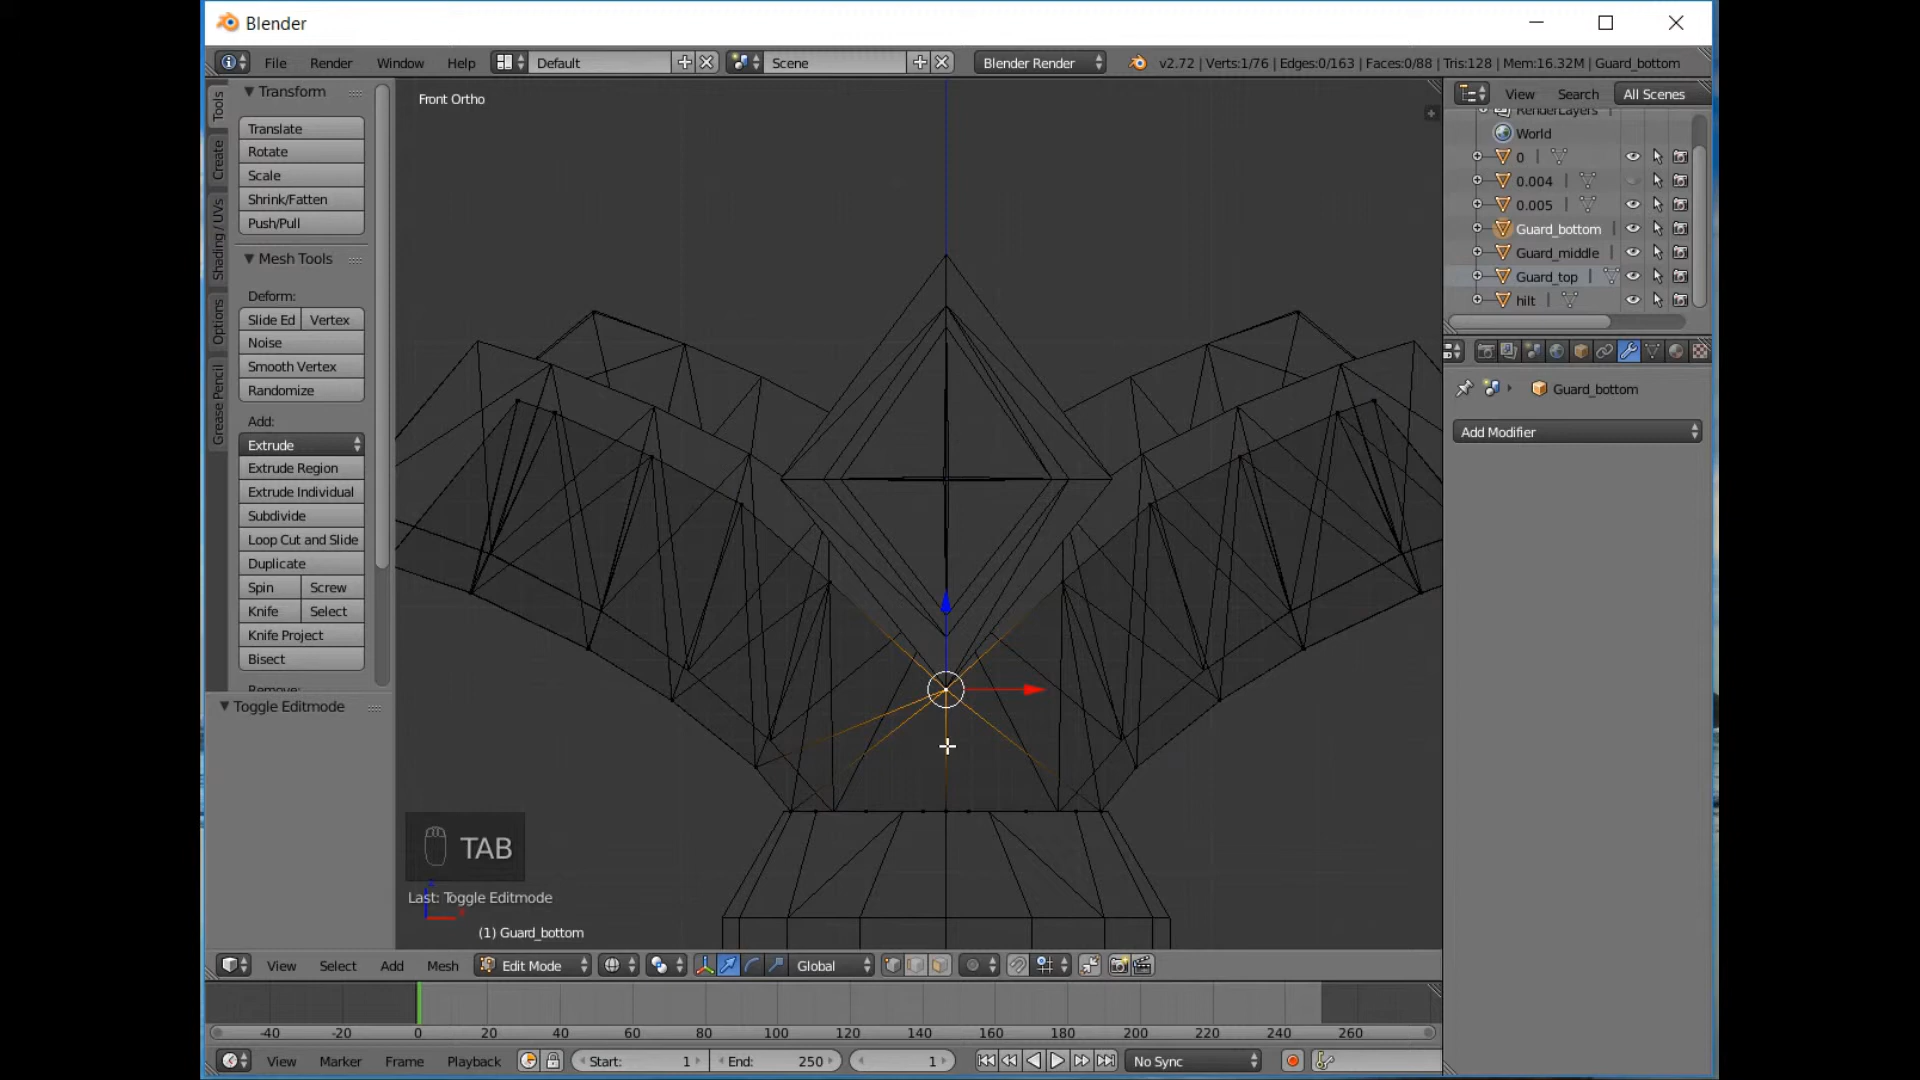 Blender
File Render Window Help Default Scene Blender Render v2.72 | Verts:1/76 | Edges:0/163 | Faces:0/88 | Tris:128 | Mem:16.32M | Guard_bottom
Tools
Create
Shading / UVs
Options
Grease Pencil
Transform
Translate
Rotate
Scale
Shrink/Fatten
Push/Pull
Mesh Tools
Deform:
Slide Ed Vertex
Noise
Smooth Vertex
Randomize
Add:
Extrude
Extrude Region
Extrude Individual
Subdivide
Loop Cut and Slide
Duplicate
Spin Screw
Knife Select
Knife Project
Bisect
Remove:
Toggle Editmode
Front Ortho
TAB
Last: Toggle Editmode
(1) Guard_bottom
View Search All Scenes
RenderLayers
World
0
0.004
0.005
Guard_bottom
Guard_middle
Guard_top
hilt
Guard_bottom
Add Modifier
View Select Add Mesh Edit Mode Global
-40 -20 0 20 40 60 80 100 120 140 160 180 200 220 240 260
View Marker Frame Playback Start: 1 End: 250 1 No Sync